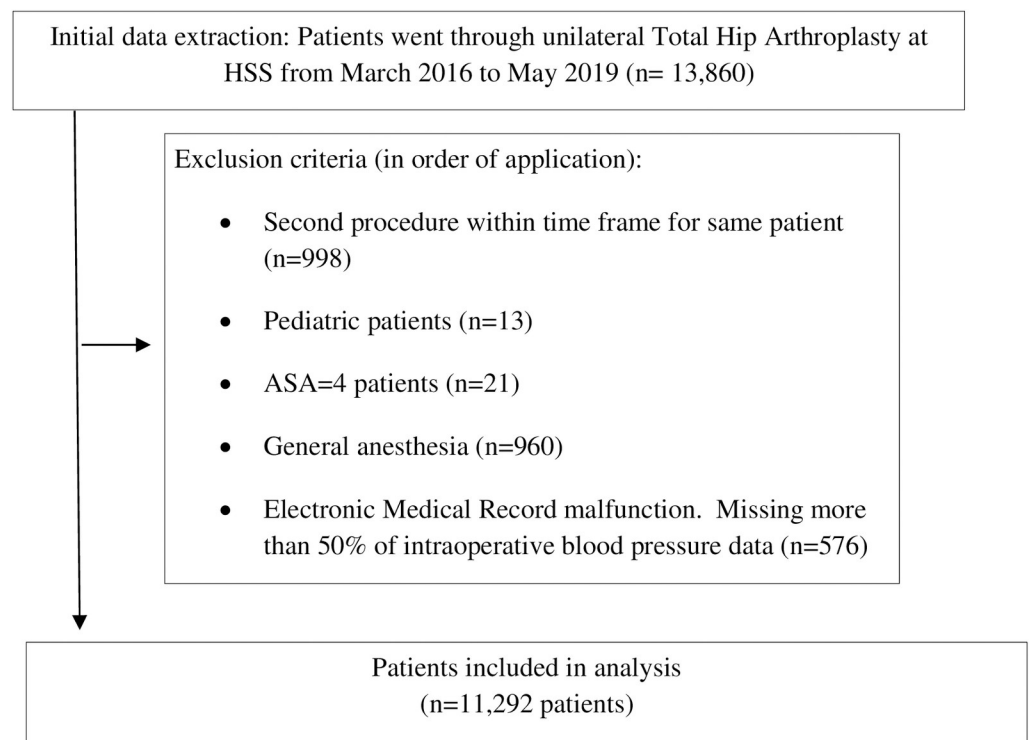 Initial data extraction: Patients went through unilateral Total Hip Arthroplasty at
HSS from March 2016 to May 2019 (n= 13,860)
Exclusion criteria (in order of application):
• Second procedure within time frame for same patient
(n=998)
• Pediatric patients (n=13)
• ASA=4 patients (n=21)
• General anesthesia (n=960)
• Electronic Medical Record malfunction. Missing more
than 50% of intraoperative blood pressure data (n=576)
Patients included in analysis
(n=11,292 patients)